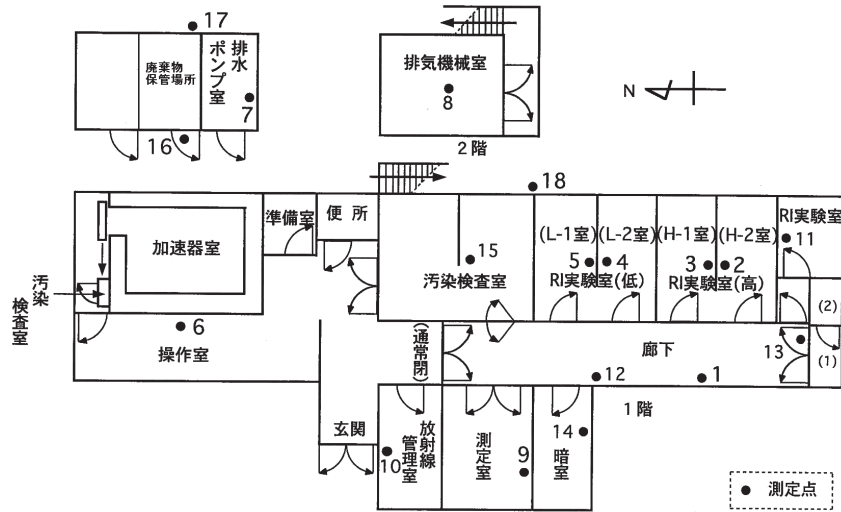 17
廃棄物
保管場所
排水
ポンプ室
7
16
排気機械室
8
2階
N
18
準備室
便所
加速器室
汚染
検査室
6
操作室
15
汚染検査室
(L-1室)
(L-2室)
(H-1室)
(H-2室)
RI実験室
11
5
4
3
2
RI実験室(低)
RI実験室(高)
(2)
(1)
(通常閉)
廊下
13
12
1
1階
玄関
放射線
管理室
10
測定室
9
14
暗室
● 測定点